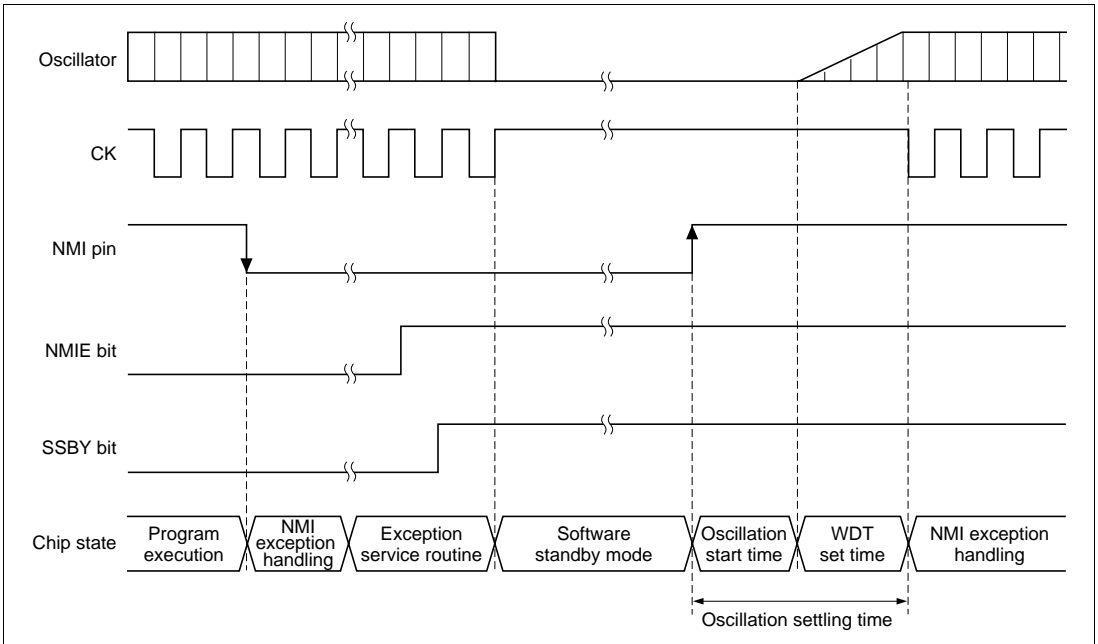 Oscillator
CK
NMI pin
NMIE bit
SSBY bit
Chip state
Program
execution
NMI
exception
handling
Exception
service routine
Software
standby mode
Oscillation
start time
WDT
set time
NMI exception
handling
Oscillation settling time